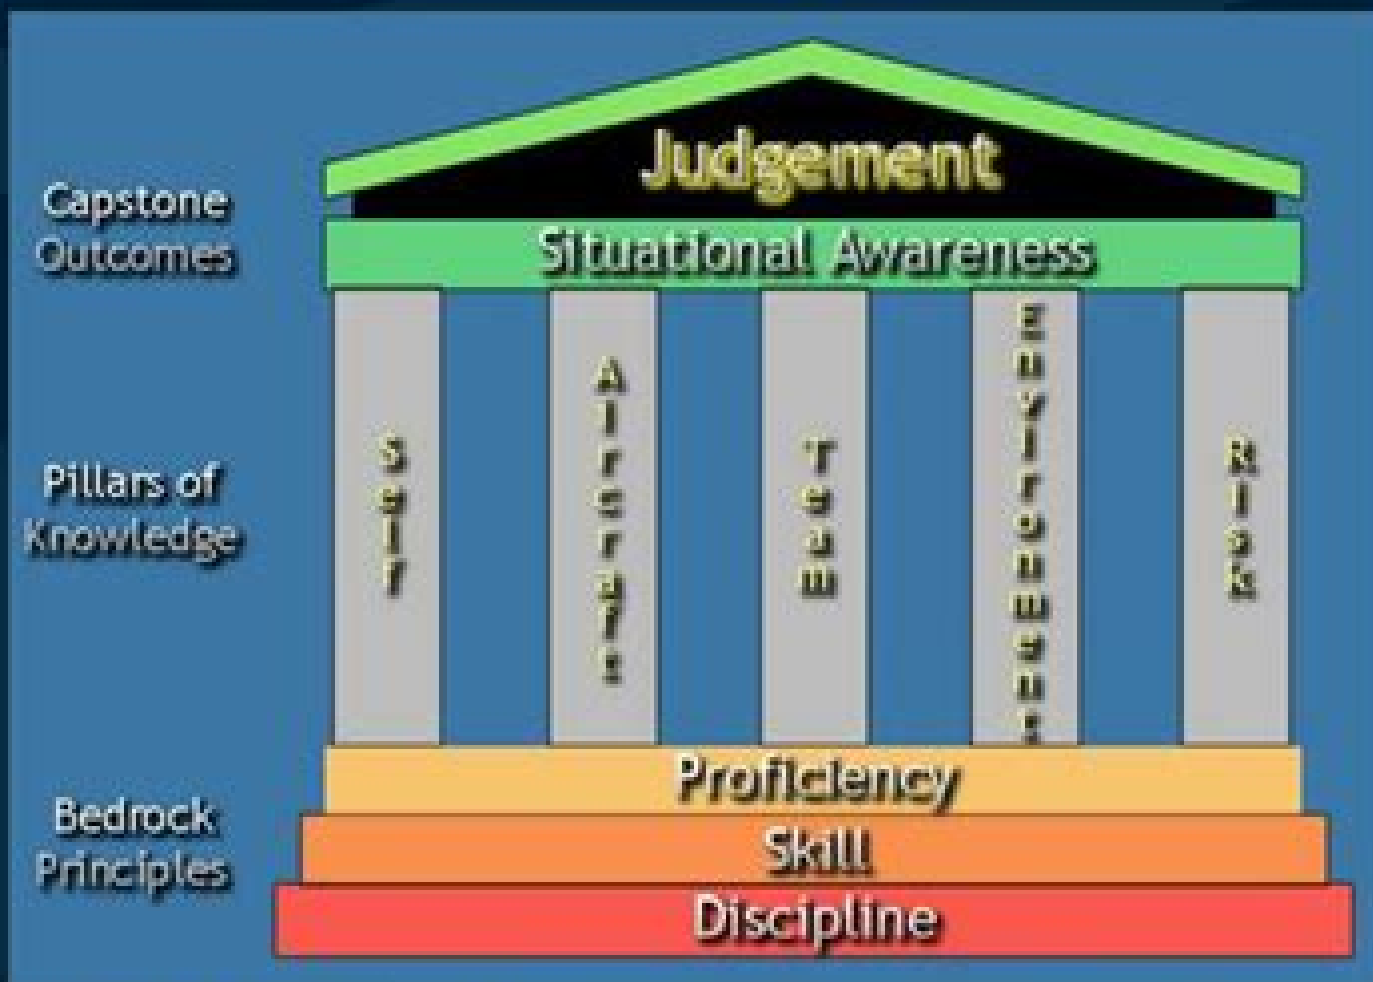 Judgement
Capstone
Outcomes
Situational Awareness
Pillars of
Knowledge
Self
Aircraft
Team
Environment
Risk
Bedrock
Principles
Proficiency
Skill
Discipline